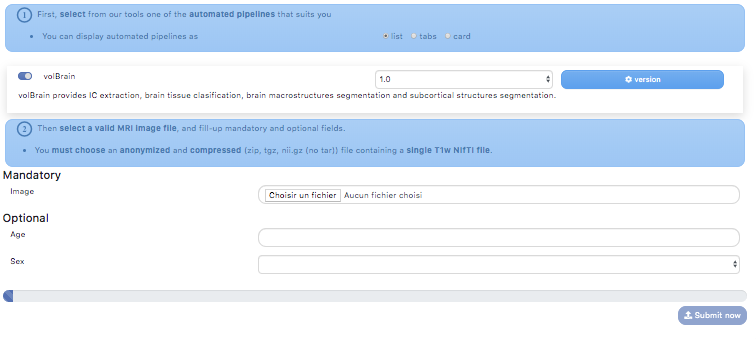 1 First, select from our tools one of the automated pipelines that suits you
You can display automated pipelines as list tabs card
volBrain 1.0 version
volBrain provides IC extraction, brain tissue clasification, brain macrostructures segmentation and subcortical structures segmentation.
2 Then select a valid MRI image file, and fill-up mandatory and optional fields.
You must choose an anonymized and compressed (zip, tgz, nii.gz (no tar)) file containing a single T1w NIfTI file.
Mandatory
Image Choisir un fichier Aucun fichier choisi
Optional
Age
Sex
Submit now